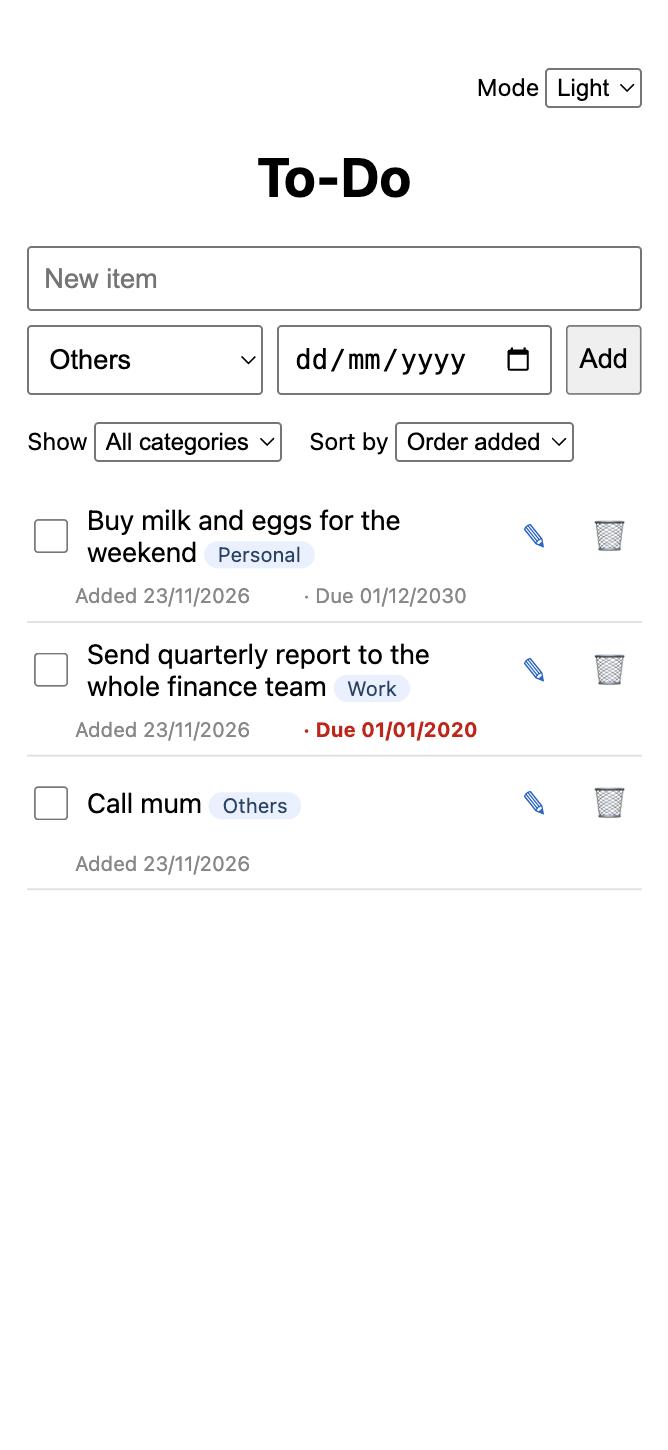 Mode Light
To-Do
New item
Others dd/mm/yyyy Add
Show All categories Sort by Order added
Buy milk and eggs for the
weekend Personal
Added 23/11/2026 · Due 01/12/2030
Send quarterly report to the
whole finance team Work
Added 23/11/2026 · Due 01/01/2020
Call mum Others
Added 23/11/2026